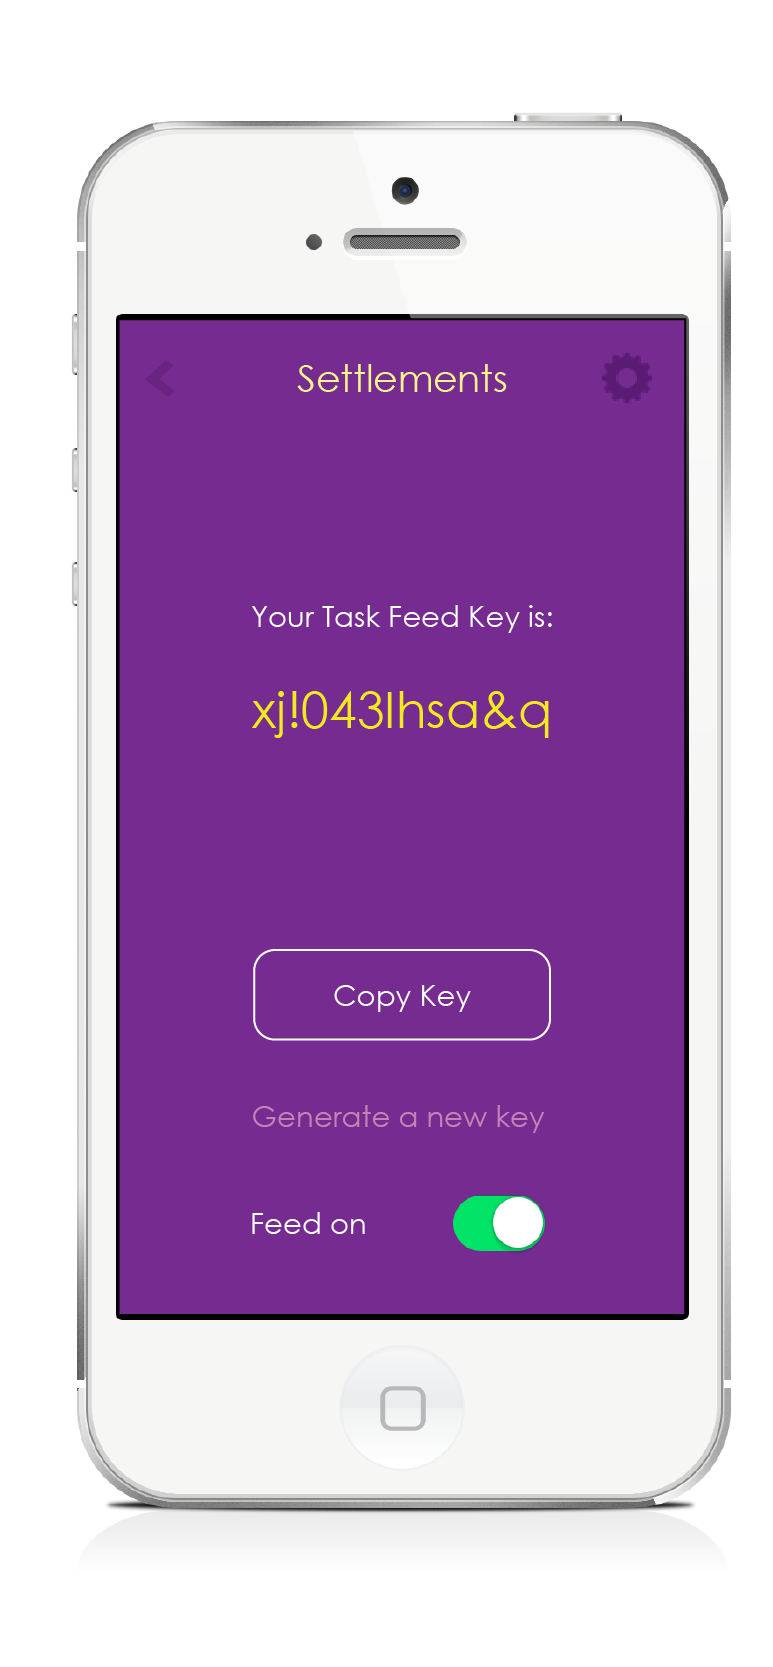 Settlements
Your Task Feed Key is:
xj!043lhsa&q
Copy Key
Generate a new key
Feed on